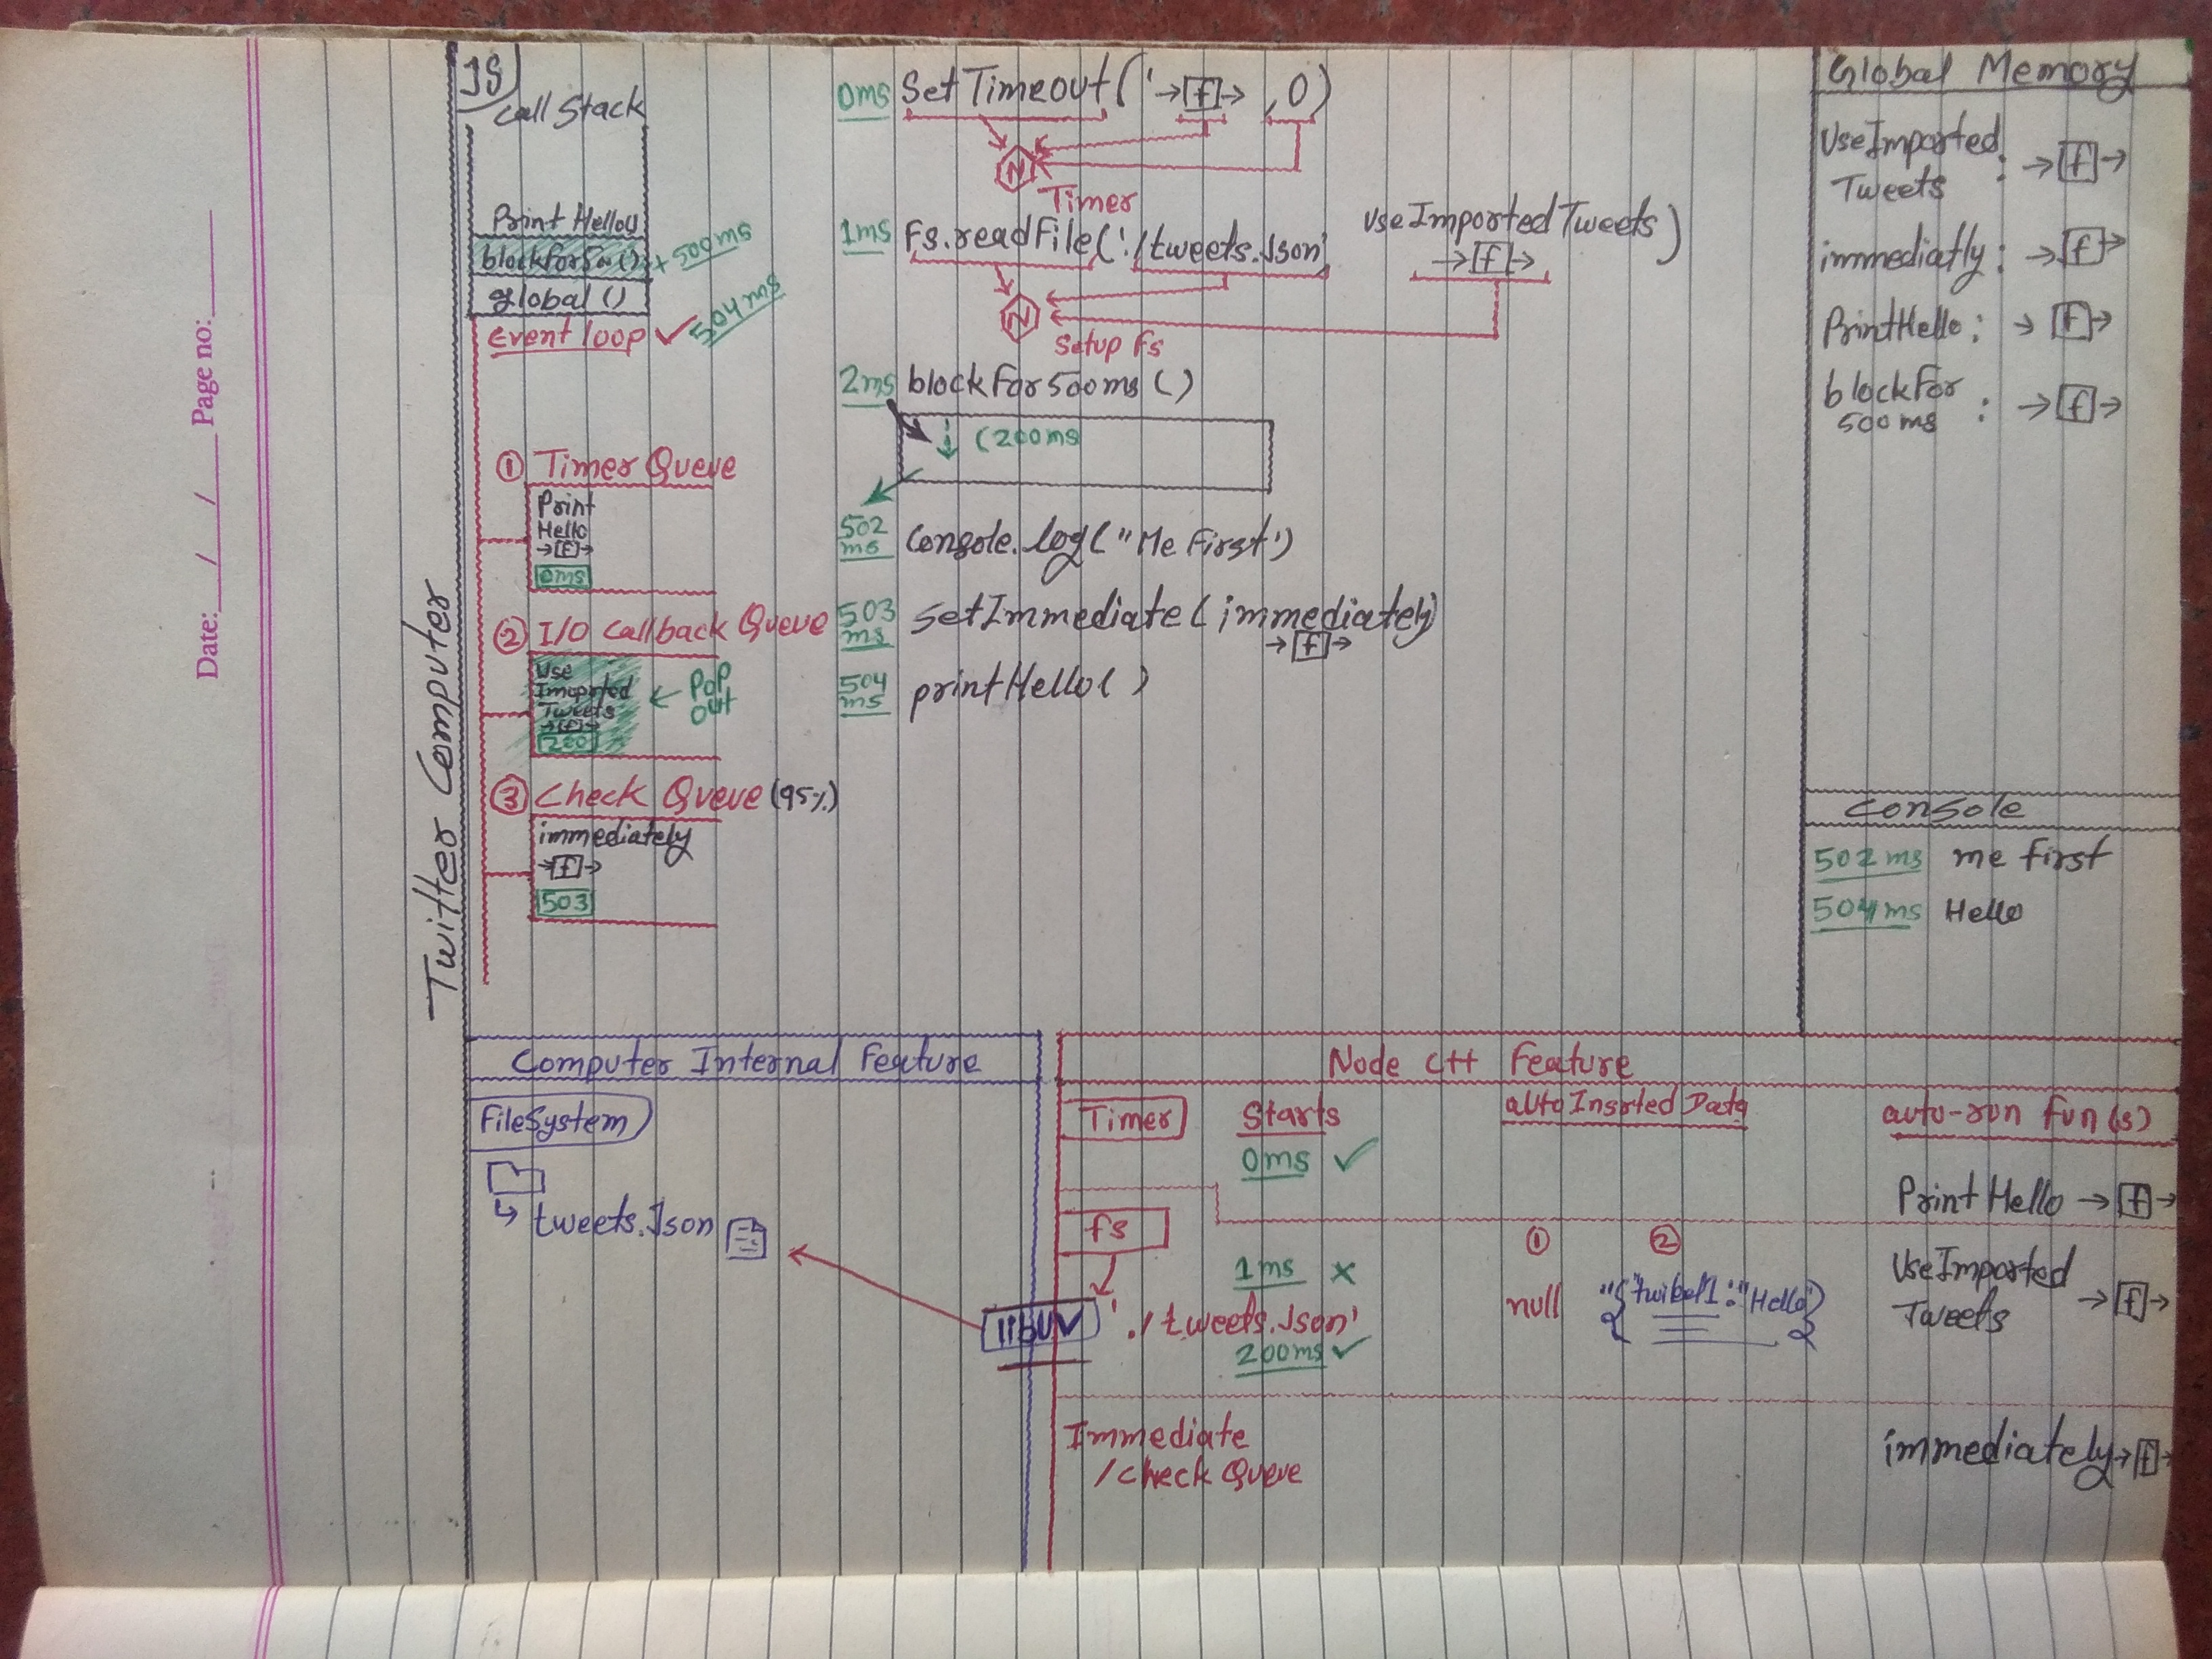 JS
Call Stack
Print Hello()
blockfor5~() + 500ms
global ()
Event loop ✓ 504 ms
① Timer Queue
Print
Hello
→[f]→
0ms
② I/O Callback Queue
Use
Imoprted
Tweets
→[f]→
200
← Pop
out
③ Check Queue (95%)
immediately
→[f]→
503
Twitter Computer
Date: / / Page no:
0ms SetTimeout(' →[f]→ , 0)
N
Timer
1ms Fs.readFile('./tweets.Json' UseImportedTweets)
→[f]→
N
Setup Fs
2ms blockFor500ms ()
(200ms
502
ms Console.log("Me First')
503
ms setImmediate (immediately)
→[f]→
504
ms printHello( )
Global Memory
UseImported
Tweets : →[f]→
immediatly : →[f]→
PrintHello : →[f]→
blockFor
500ms : →[f]→
Console
502ms me first
504ms Hello
Computer Internal Feature
FileSystem
↳ tweets.Json
libUV
Node C++ Feature
Timer Starts auto Insrted Data auto-run fun(s)
0ms ✓
Print Hello →[f]→
fs
① ②
1ms ×
'./tweets.Json' null
200ms ✓
UseImported
Tweets →[f]→
Immediate
/check Queue
immediately→[f]→